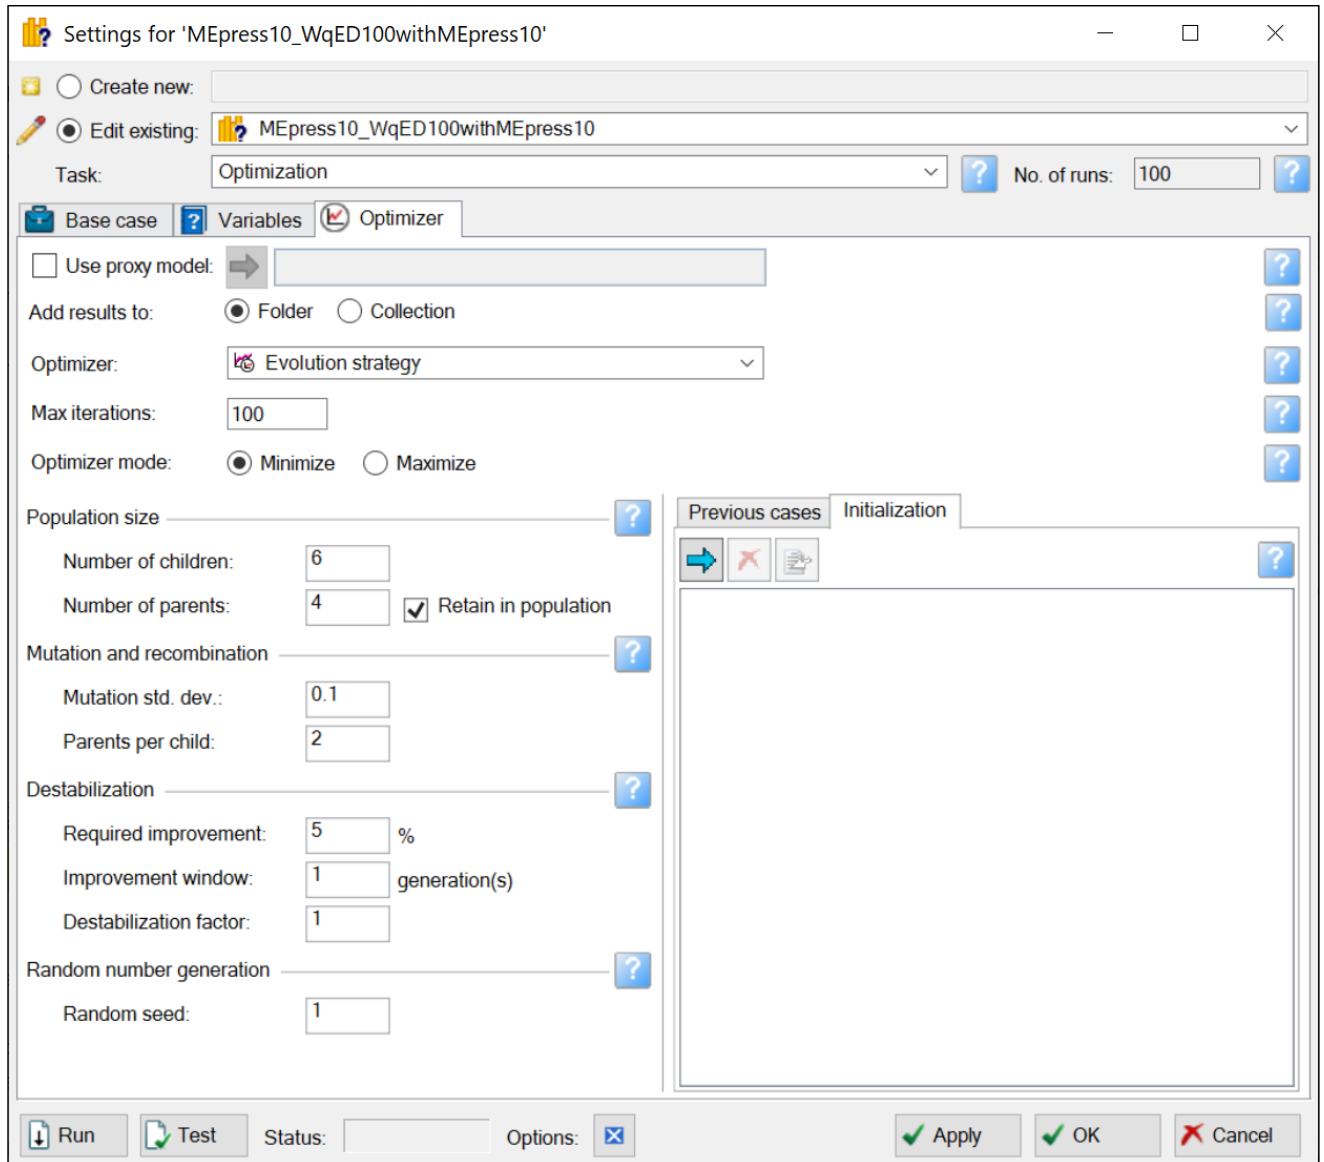 Settings for 'MEpress10_WqED100withMEpress10'
Create new:
Edit existing: MEpress10_WqED100withMEpress10
Task: Optimization ? No. of runs: 100 ?
Base case ? Variables Optimizer
Use proxy model: ?
Add results to: Folder Collection ?
Optimizer: Evolution strategy ?
Max iterations: 100 ?
Optimizer mode: Minimize Maximize ?
Population size ?
Number of children: 6
Number of parents: 4 Retain in population
Mutation and recombination ?
Mutation std. dev.: 0.1
Parents per child: 2
Destabilization ?
Required improvement: 5 %
Improvement window: 1 generation(s)
Destabilization factor: 1
Random number generation ?
Random seed: 1
Previous cases Initialization
?
Run Test Status: Options: Apply OK Cancel